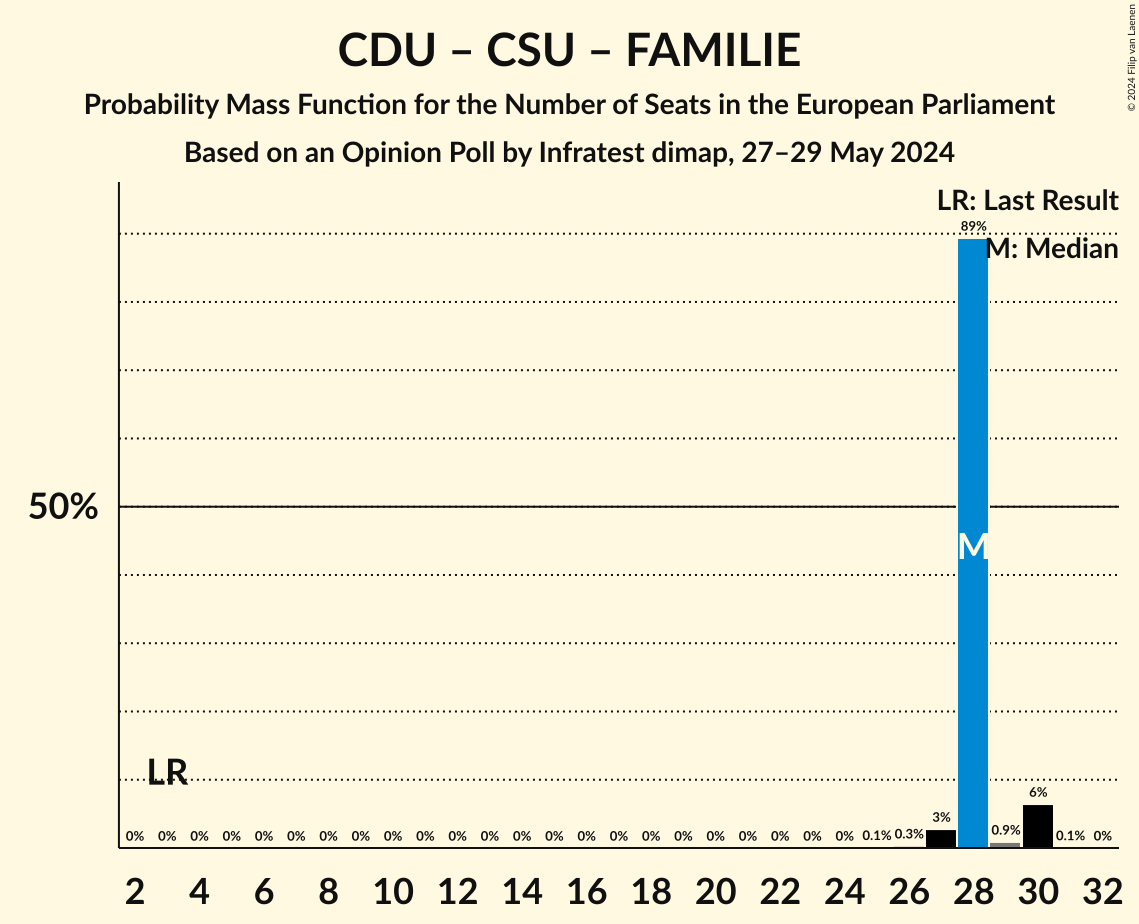 CDU – CSU – FAMILIE
Probability Mass Function for the Number of Seats in the European Parliament
Based on an Opinion Poll by Infratest dimap, 27–29 May 2024
© 2024 Filip van Laenen
LR: Last Result
89%
M: Median
50%
M
LR
6%
3%
0% 0% 0% 0% 0% 0% 0% 0% 0% 0% 0% 0% 0% 0% 0% 0% 0% 0% 0% 0% 0% 0% 0% 0.1% 0.3% 0.9% 0.1% 0%
2 4 6 8 10 12 14 16 18 20 22 24 26 28 30 32